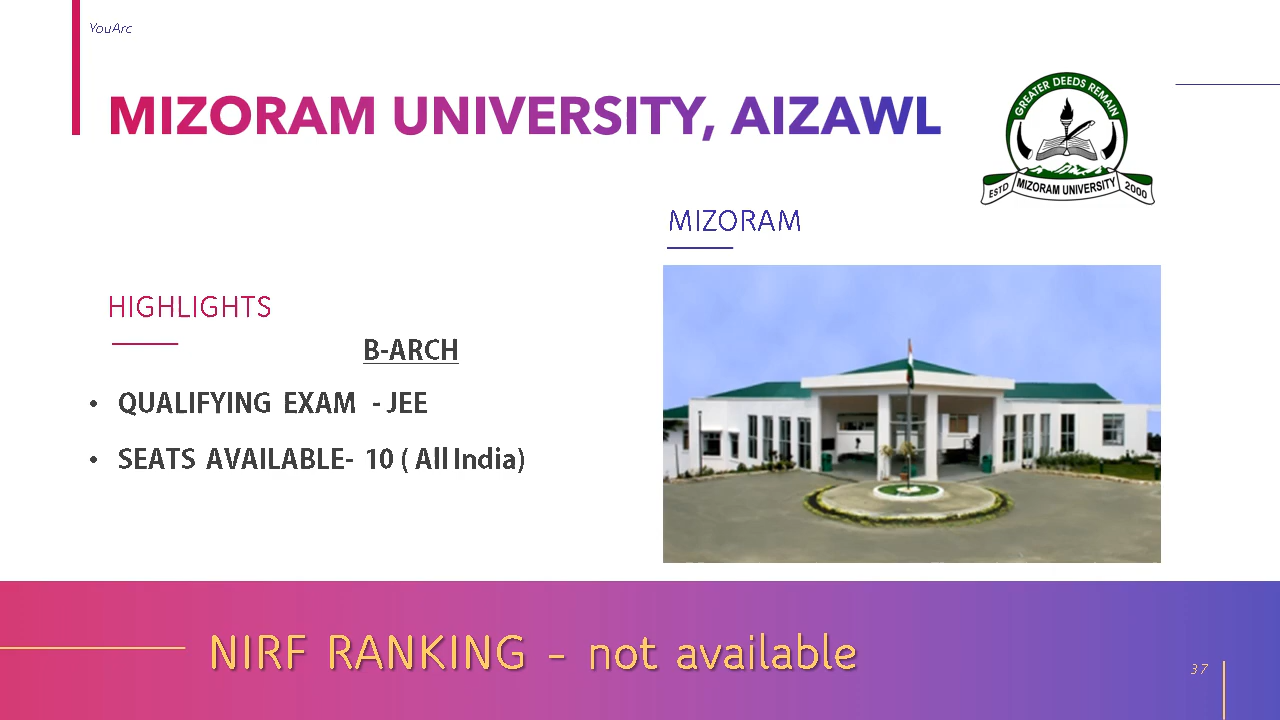 YouArc
MIZORAM UNIVERSITY, AIZAWL
GREATER DEEDS REMAIN
ESTD MIZORAM UNIVERSITY 2000
MIZORAM
HIGHLIGHTS
B-ARCH
• QUALIFYING EXAM - JEE
• SEATS AVAILABLE- 10 ( All India)
NIRF RANKING - not available
37